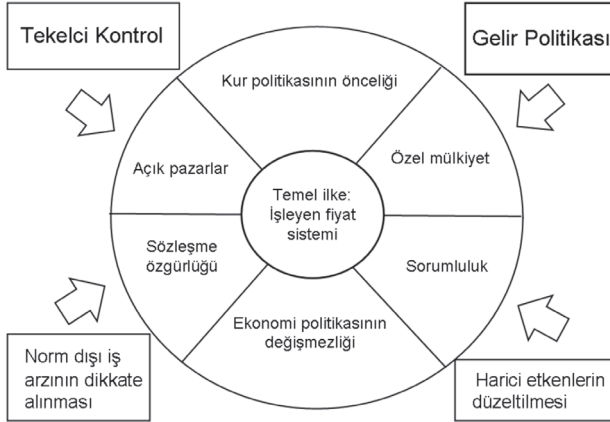 Tekelci Kontrol
Gelir Politikası
Kur politikasının önceliği
Açık pazarlar
Özel mülkiyet
Temel ilke:
İşleyen fiyat
sistemi
Sözleşme
özgürlüğü
Sorumluluk
Ekonomi politikasının
değişmezliği
Norm dışı iş
arzının dikkate
alınması
Harici etkenlerin
düzeltilmesi